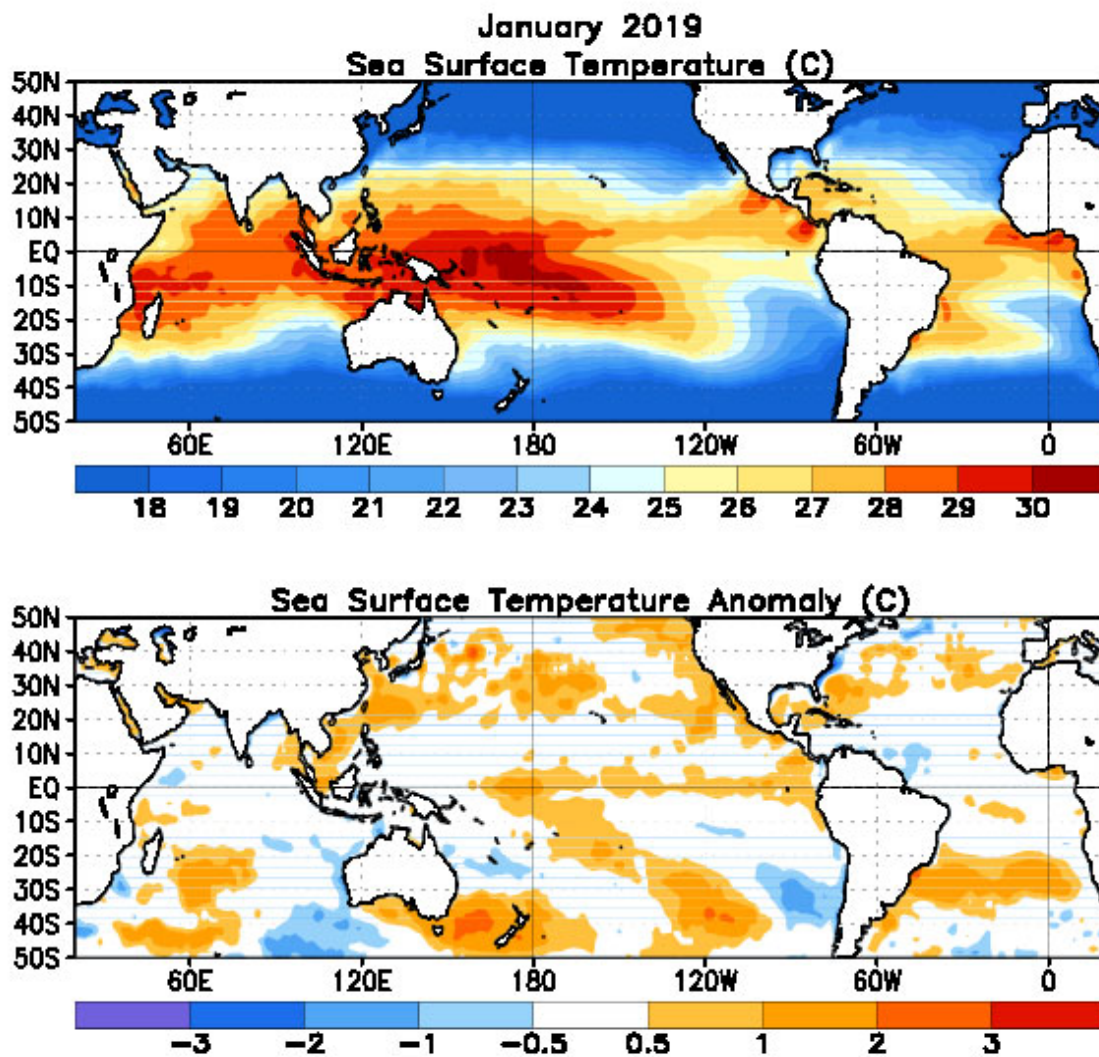 January 2019
Sea Surface Temperature (C)
50N
40N
30N
20N
10N
EQ
10S
20S
30S
40S
50S
60E 120E 180 120W 60W 0
18 19 20 21 22 23 24 25 26 27 28 29 30
Sea Surface Temperature Anomaly (C)
50N
40N
30N
20N
10N
EQ
10S
20S
30S
40S
50S
60E 120E 180 120W 60W 0
-3 -2 -1 -0.5 0.5 1 2 3